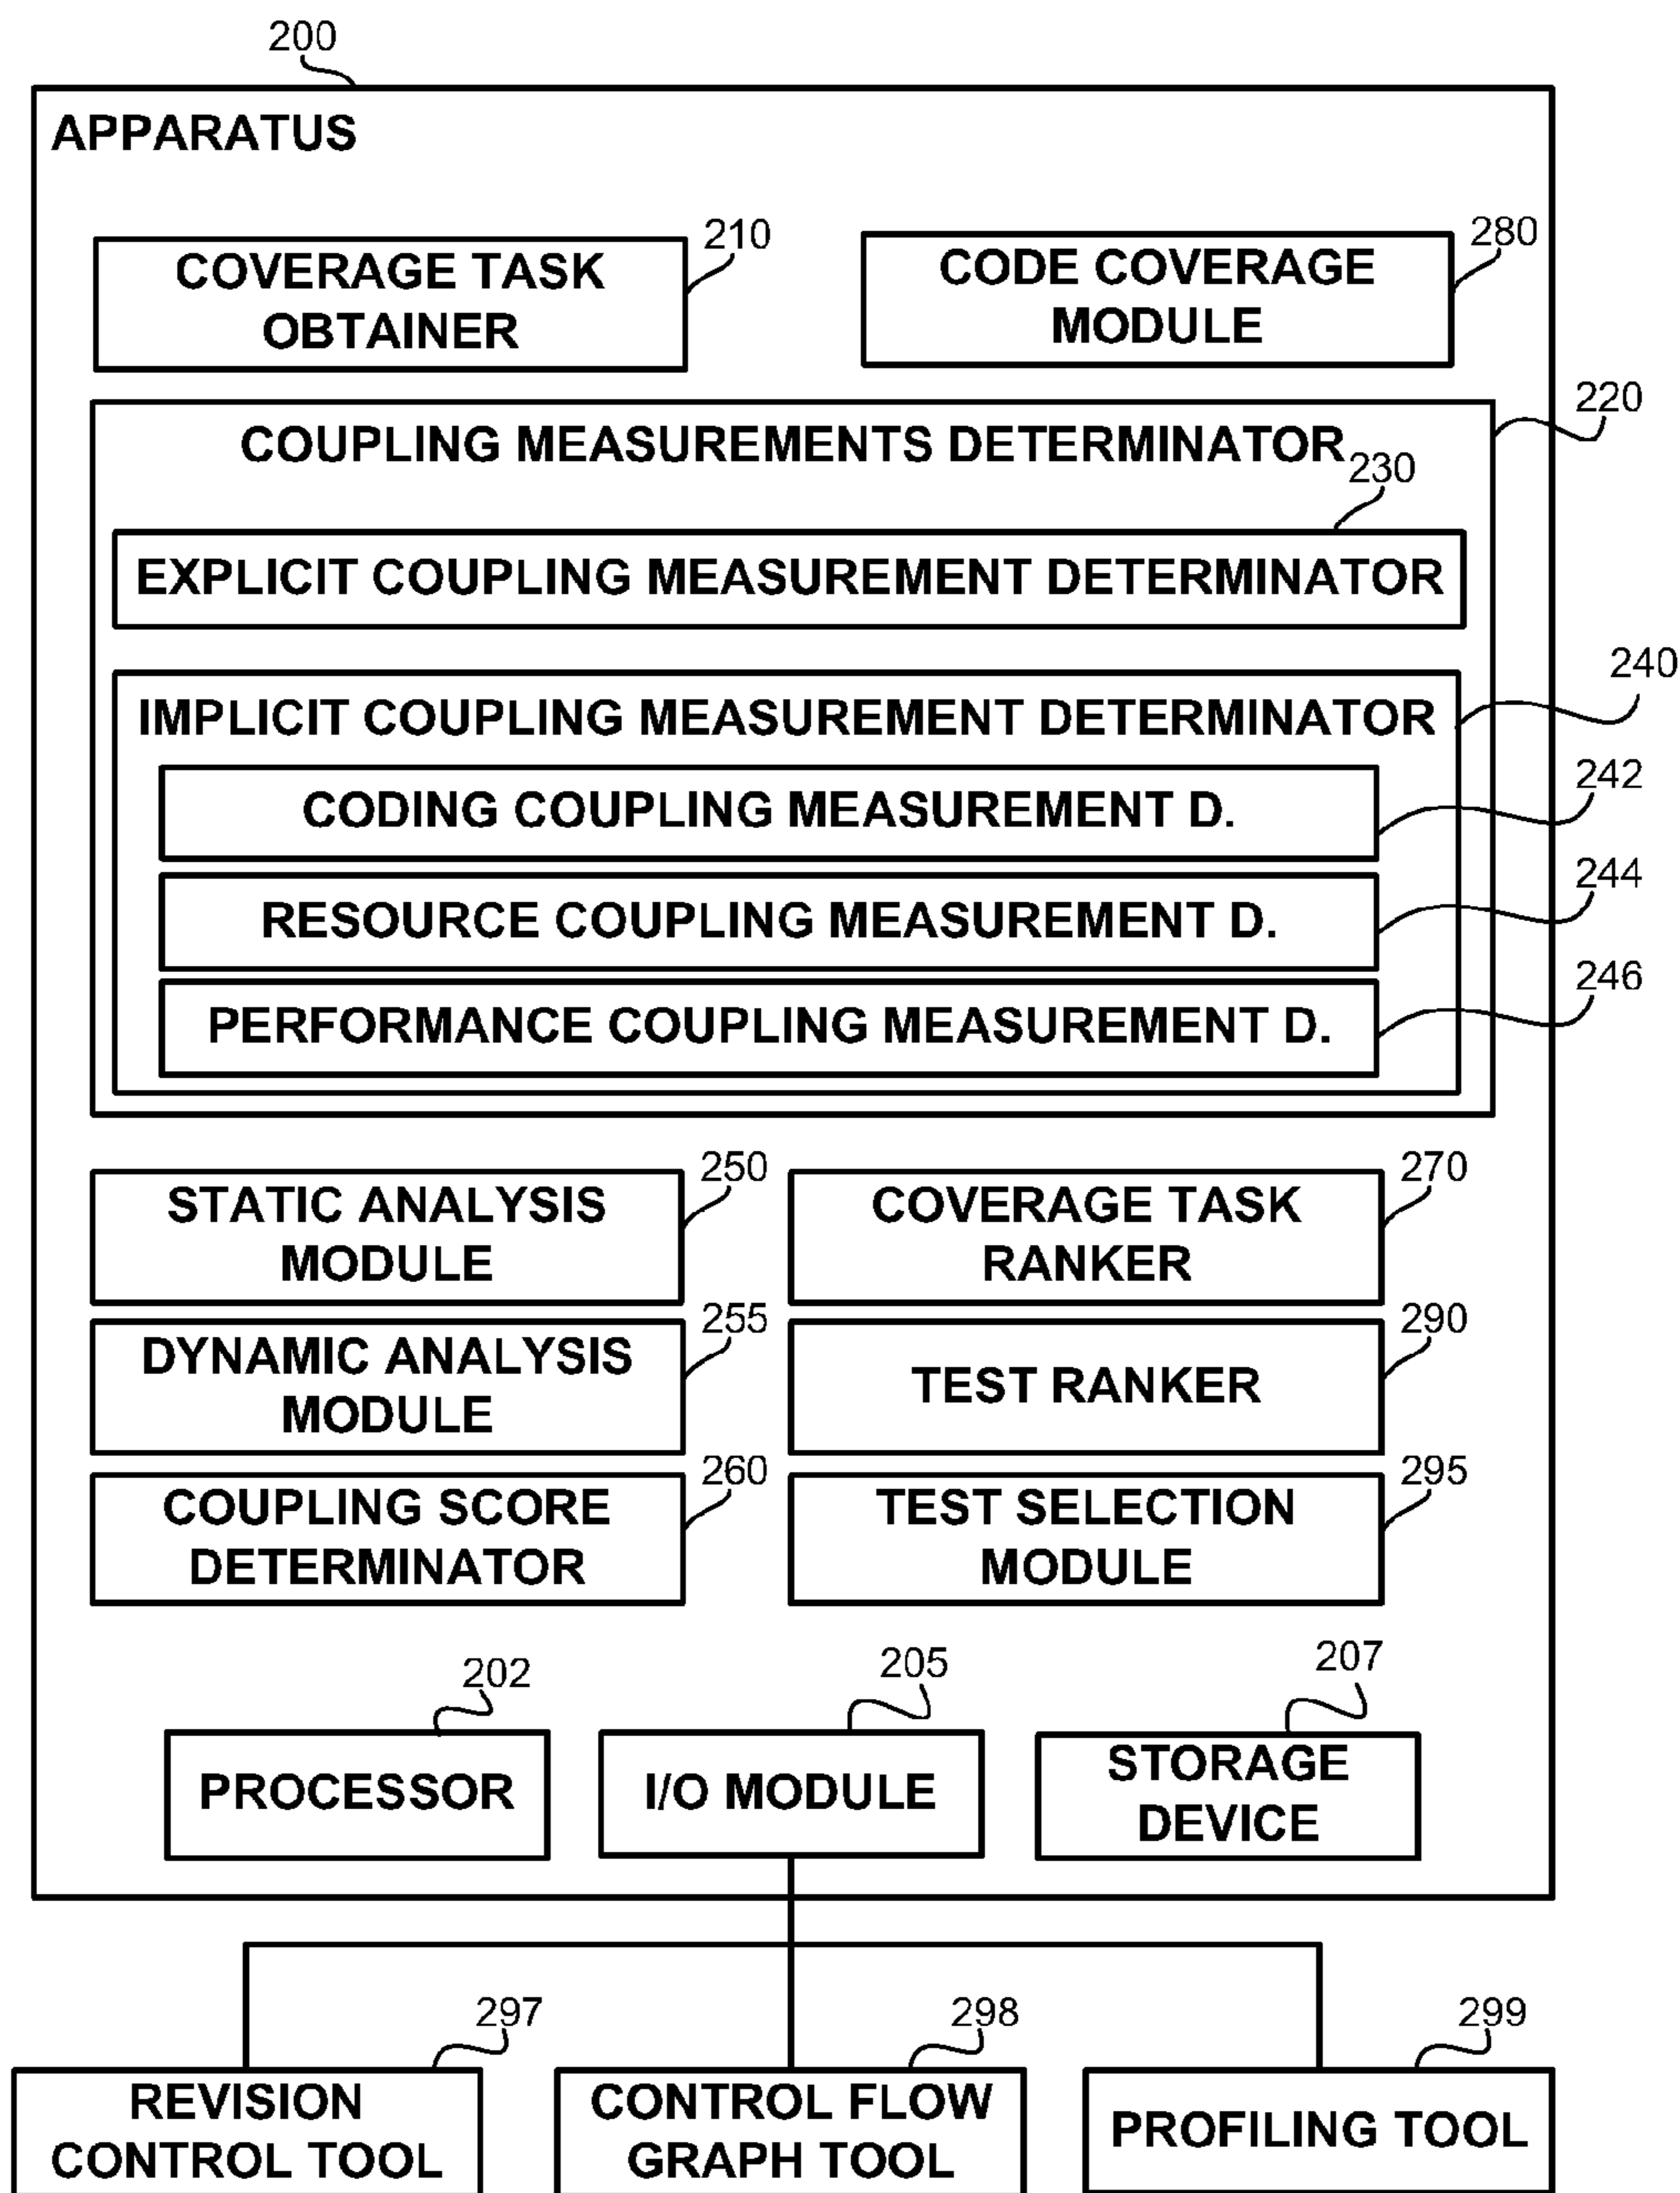 200
APPARATUS
210
COVERAGE TASK
OBTAINER
280
CODE COVERAGE
MODULE
220
COUPLING MEASUREMENTS DETERMINATOR
230
EXPLICIT COUPLING MEASUREMENT DETERMINATOR
240
IMPLICIT COUPLING MEASUREMENT DETERMINATOR
242
CODING COUPLING MEASUREMENT D.
244
RESOURCE COUPLING MEASUREMENT D.
246
PERFORMANCE COUPLING MEASUREMENT D.
250
STATIC ANALYSIS
MODULE
270
COVERAGE TASK
RANKER
255
DYNAMIC ANALYSIS
MODULE
290
TEST RANKER
260
COUPLING SCORE
DETERMINATOR
295
TEST SELECTION
MODULE
202
PROCESSOR
205
I/O MODULE
207
STORAGE
DEVICE
297
REVISION
CONTROL TOOL
298
CONTROL FLOW
GRAPH TOOL
299
PROFILING TOOL